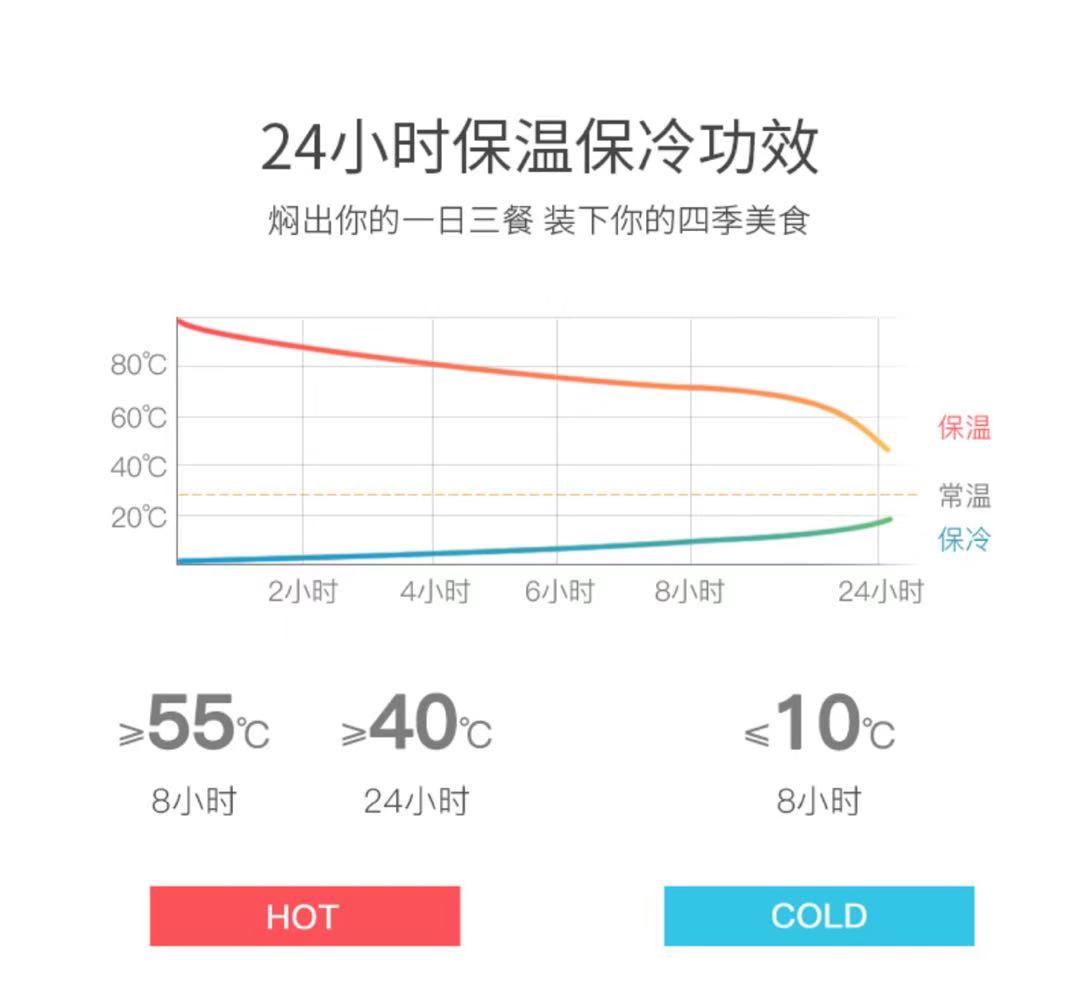 24小时保温保冷功效
焖出你的一日三餐 装下你的四季美食
80℃
60℃
40℃
20℃
保温
常温
保冷
2小时 4小时 6小时 8小时 24小时
≥55℃ ≥40℃ ≤10℃
8小时 24小时 8小时
HOT COLD